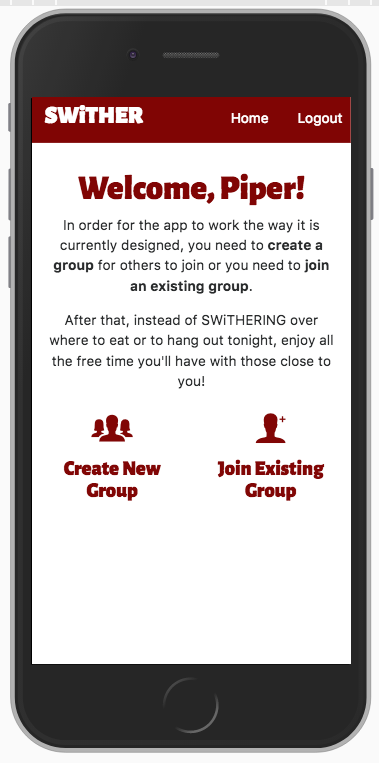 SWiTHER Home Logout
Welcome, Piper!
In order for the app to work the way it is
currently designed, you need to create a
group for others to join or you need to join
an existing group.
After that, instead of SWiTHERING over
where to eat or to hang out tonight, enjoy all
the free time you'll have with those close to
you!
Create New
Group
Join Existing
Group